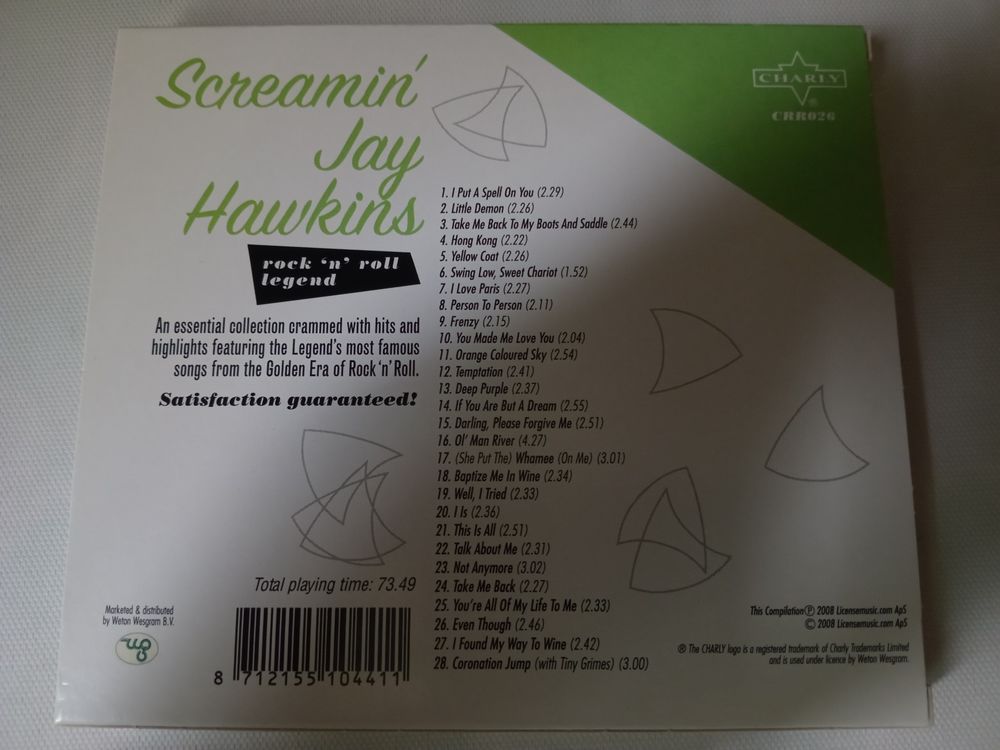 Screamin'
Jay
Hawkins
rock 'n' roll
legend
An essential collection crammed with hits and
highlights featuring the Legend's most famous
songs from the Golden Era of Rock 'n' Roll.
Satisfaction guaranteed!
CHARLY
®
CRR026
1. I Put A Spell On You (2.29)
2. Little Demon (2.26)
3. Take Me Back To My Boots And Saddle (2.44)
4. Hong Kong (2.22)
5. Yellow Coat (2.26)
6. Swing Low, Sweet Chariot (1.52)
7. I Love Paris (2.27)
8. Person To Person (2.11)
9. Frenzy (2.15)
10. You Made Me Love You (2.04)
11. Orange Coloured Sky (2.54)
12. Temptation (2.41)
13. Deep Purple (2.37)
14. If You Are But A Dream (2.55)
15. Darling, Please Forgive Me (2.51)
16. Ol' Man River (4.27)
17. (She Put The) Whamee (On Me) (3.01)
18. Baptize Me In Wine (2.34)
19. Well, I Tried (2.33)
20. I Is (2.36)
21. This Is All (2.51)
22. Talk About Me (2.31)
23. Not Anymore (3.02)
24. Take Me Back (2.27)
25. You're All Of My Life To Me (2.33)
26. Even Though (2.46)
27. I Found My Way To Wine (2.42)
28. Coronation Jump (with Tiny Grimes) (3.00)
Total playing time: 73.49
Marketed & distributed
by Weton Wesgram B.V.
8 712155 104411
This Compilation ℗ 2008 Licensemusic.com ApS
© 2008 Licensemusic.com ApS
® The CHARLY logo is a registered trademark of Charly Trademarks Limited
and is used under licence by Weton Wesgram.